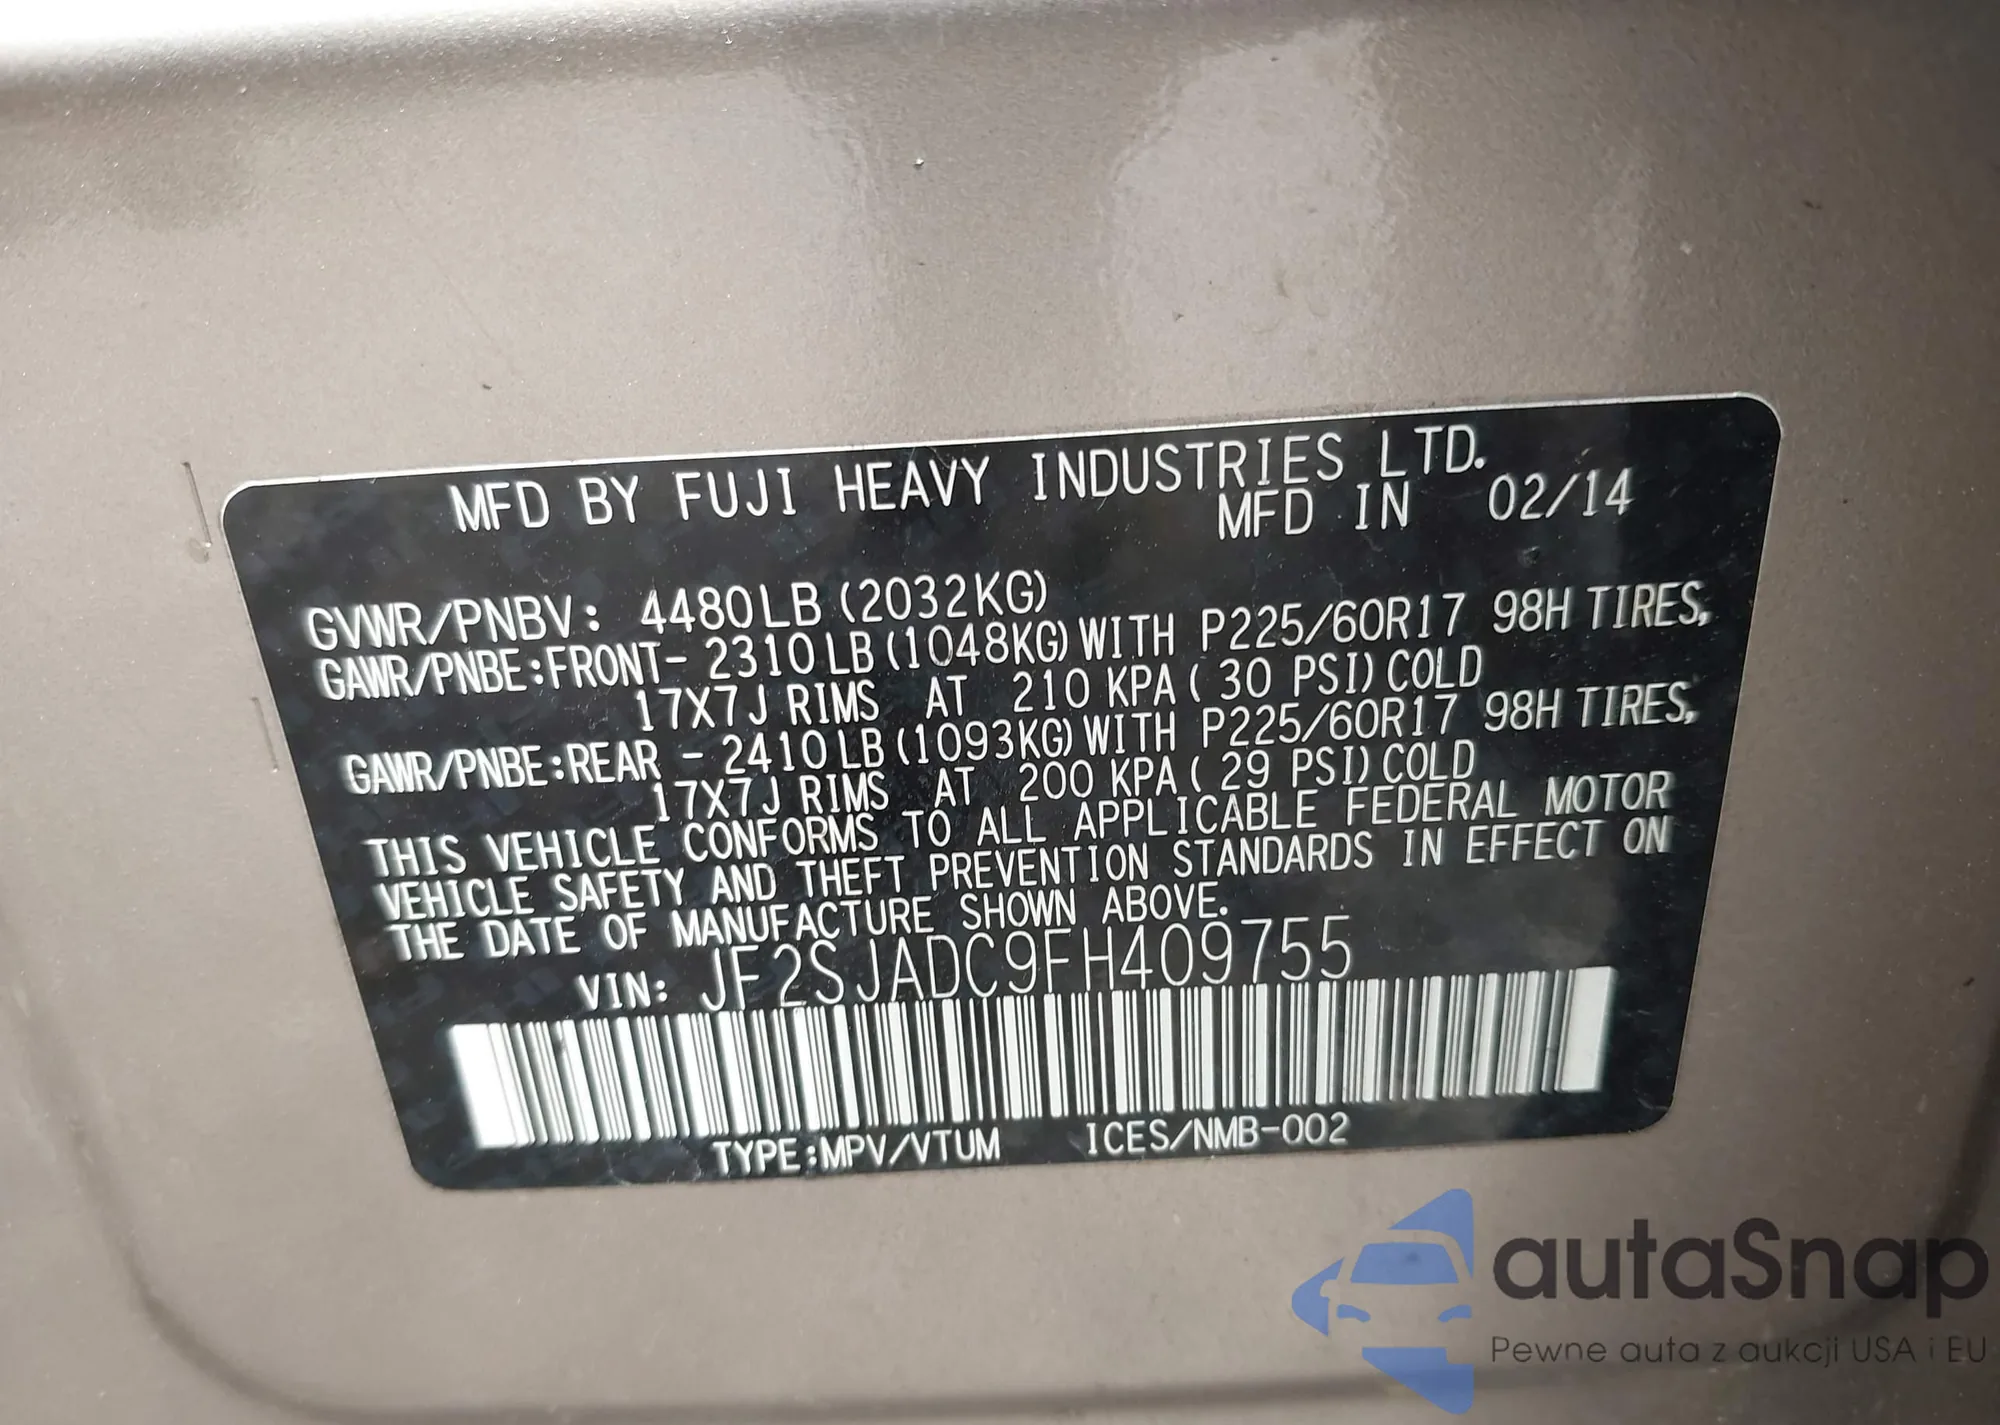 MFD BY FUJI HEAVY INDUSTRIES LTD.
MFD IN 02/14
GVWR/PNBV: 4480LB (2032KG)
GAWR/PNBE:FRONT- 2310LB (1048KG) WITH P225/60R17 98H TIRES,
17X7J RIMS AT 210 KPA ( 30 PSI) COLD
GAWR/PNBE:REAR - 2410LB (1093KG) WITH P225/60R17 98H TIRES,
17X7J RIMS AT 200 KPA ( 29 PSI) COLD
THIS VEHICLE CONFORMS TO ALL APPLICABLE FEDERAL MOTOR
VEHICLE SAFETY AND THEFT PREVENTION STANDARDS IN EFFECT ON
THE DATE OF MANUFACTURE SHOWN ABOVE.
VIN: JF2SJADC9FH409755
TYPE:MPV/VTUM ICES/NMB-002
autaSnap
Pewne auta z aukcji USA i EU